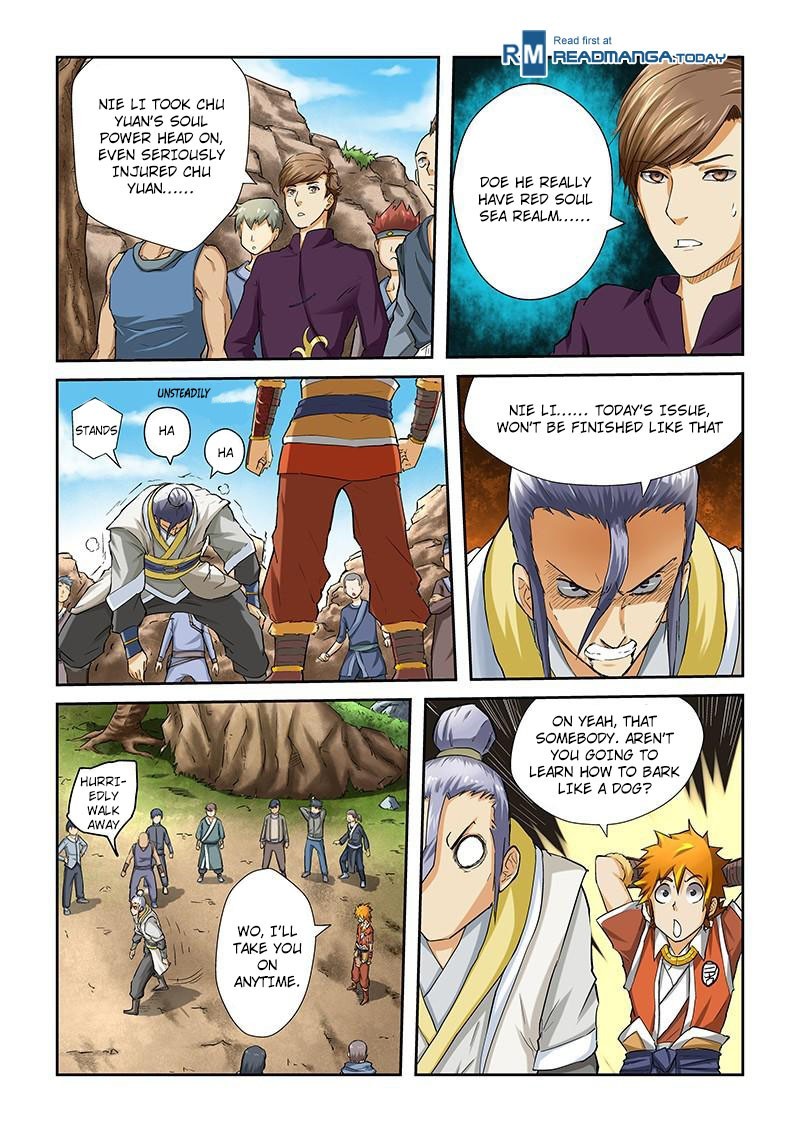 Read first at
RM READMANGA.TODAY
NIE LI TOOK CHU
YUAN'S SOUL
POWER HEAD ON,
EVEN SERIOUSLY
INJURED CHU
YUAN......
DOE HE REALLY
HAVE RED SOUL
SEA REALM......
UNSTEADILY
STANDS
HA
HA
NIE LI...... TODAY'S ISSUE,
WON'T BE FINISHED LIKE THAT
HURRI-
EDLY
WALK
AWAY
WO, I'LL
TAKE YOU
ON
ANYTIME.
OH YEAH, THAT
SOMEBODY. AREN'T
YOU GOING TO
LEARN HOW TO BARK
LIKE A DOG?